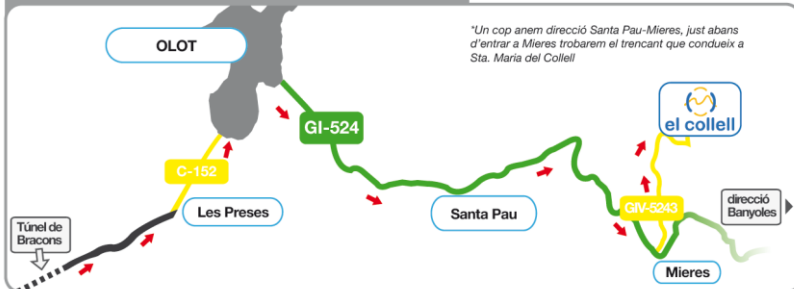 *Un cop anem direcció Santa Pau-Mieres, just abans
d'entrar a Mieres trobarem el trencant que condueix a
Sta. Maria del Collell
OLOT
el collell
GI-524
C-152
Les Preses
Santa Pau
GIV-5243
direcció
Banyoles
Túnel de
Bracons
Mieres